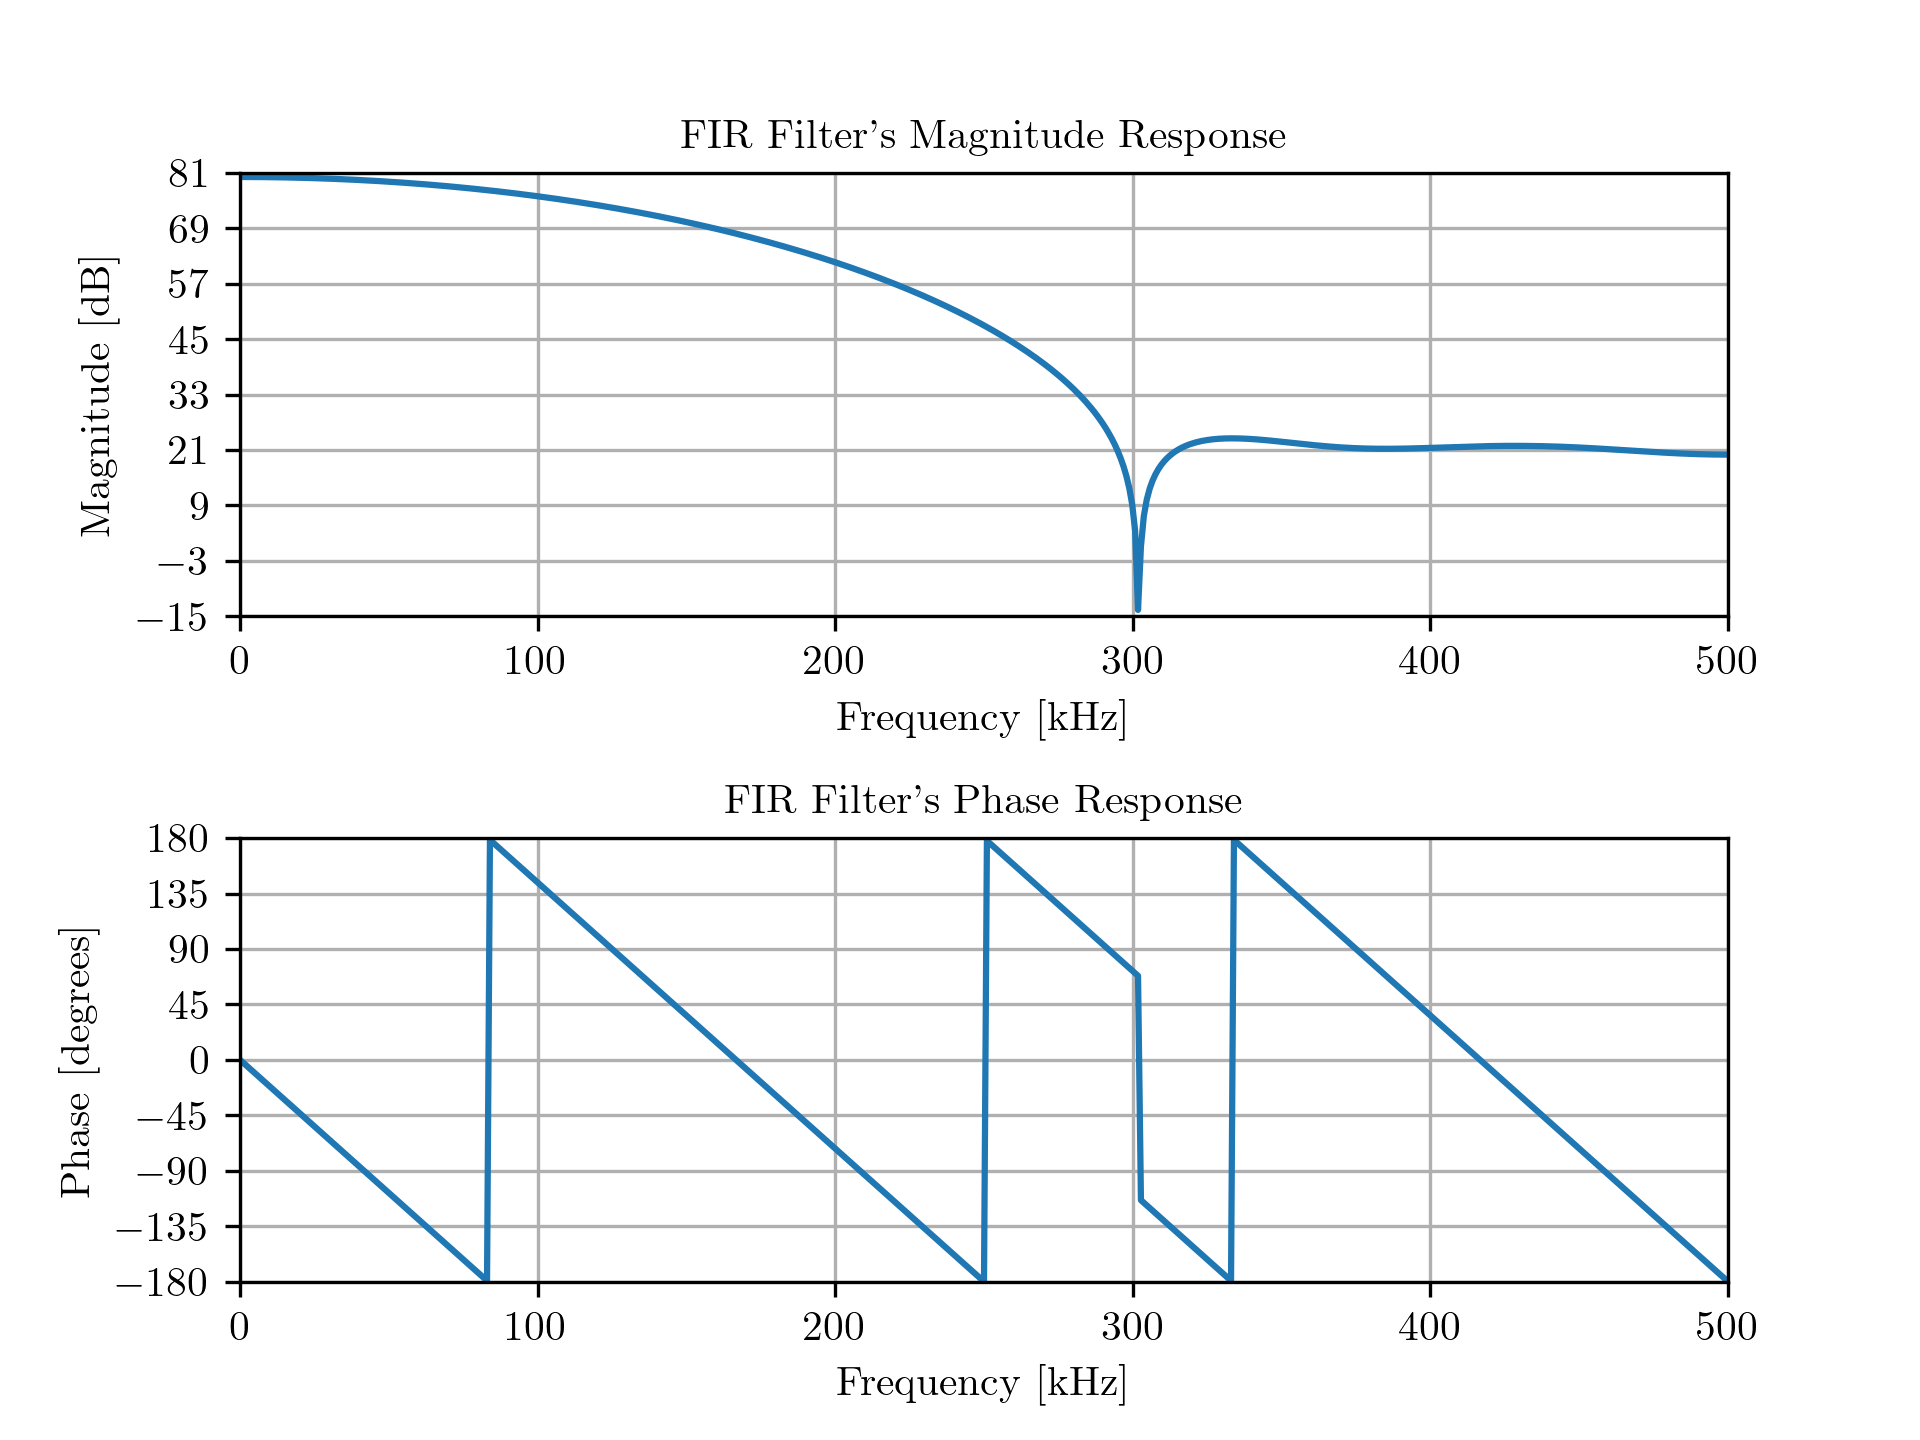 FIR Filter's Magnitude Response
Magnitude [dB]
81
69
57
45
33
21
9
−3
−15
0 100 200 300 400 500
Frequency [kHz]
FIR Filter's Phase Response
Phase [degrees]
180
135
90
45
0
−45
−90
−135
−180
0 100 200 300 400 500
Frequency [kHz]